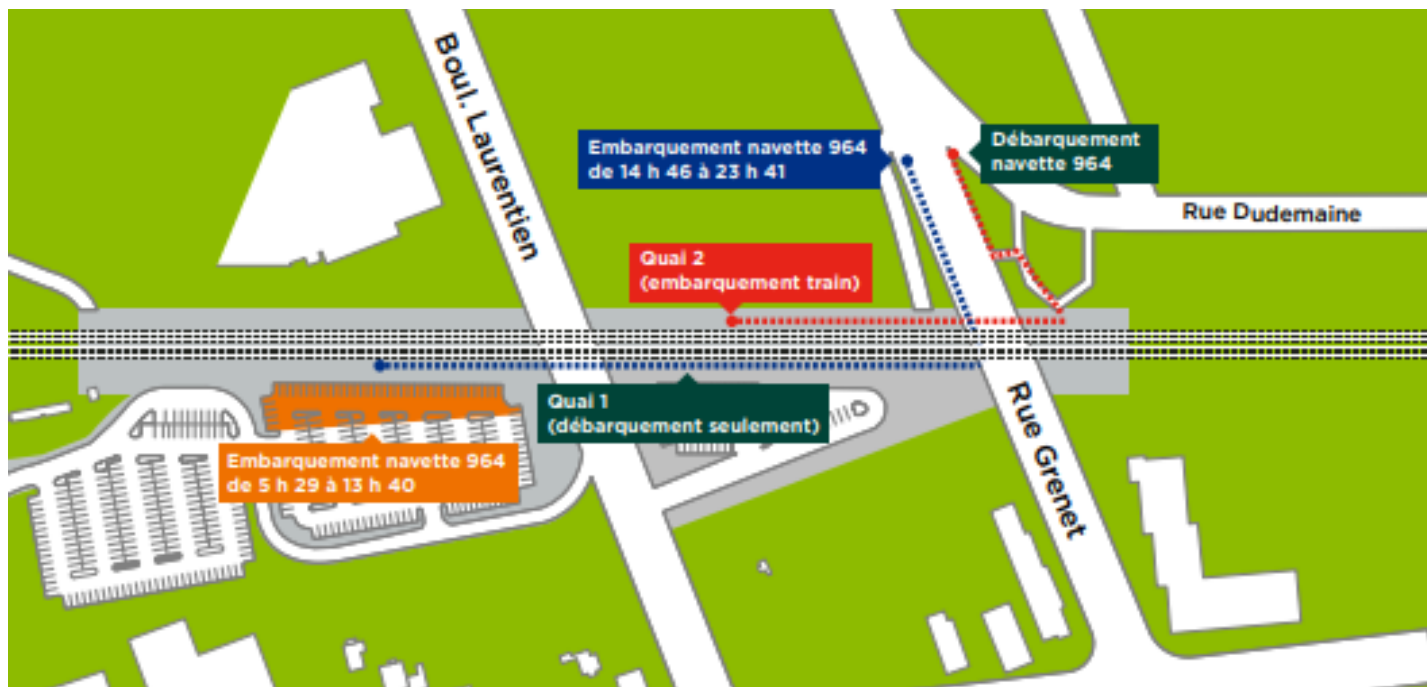 Boul. Laurentien
Embarquement navette 964
de 14 h 46 à 23 h 41
Débarquement
navette 964
Rue Dudemaine
Quai 2
(embarquement train)
Quai 1
(débarquement seulement)
Rue Grenet
Embarquement navette 964
de 5 h 29 à 13 h 40